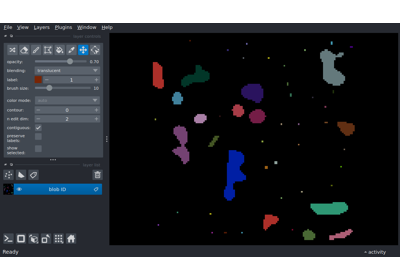 File View Layers Plugins Window Help
opacity: 0.70
blending: translucent
label: 1
brush size: 10
color mode:
contour: 0
n edit dim: 2
contiguous:
preserve labels:
show selected:
blob ID
Ready
activity